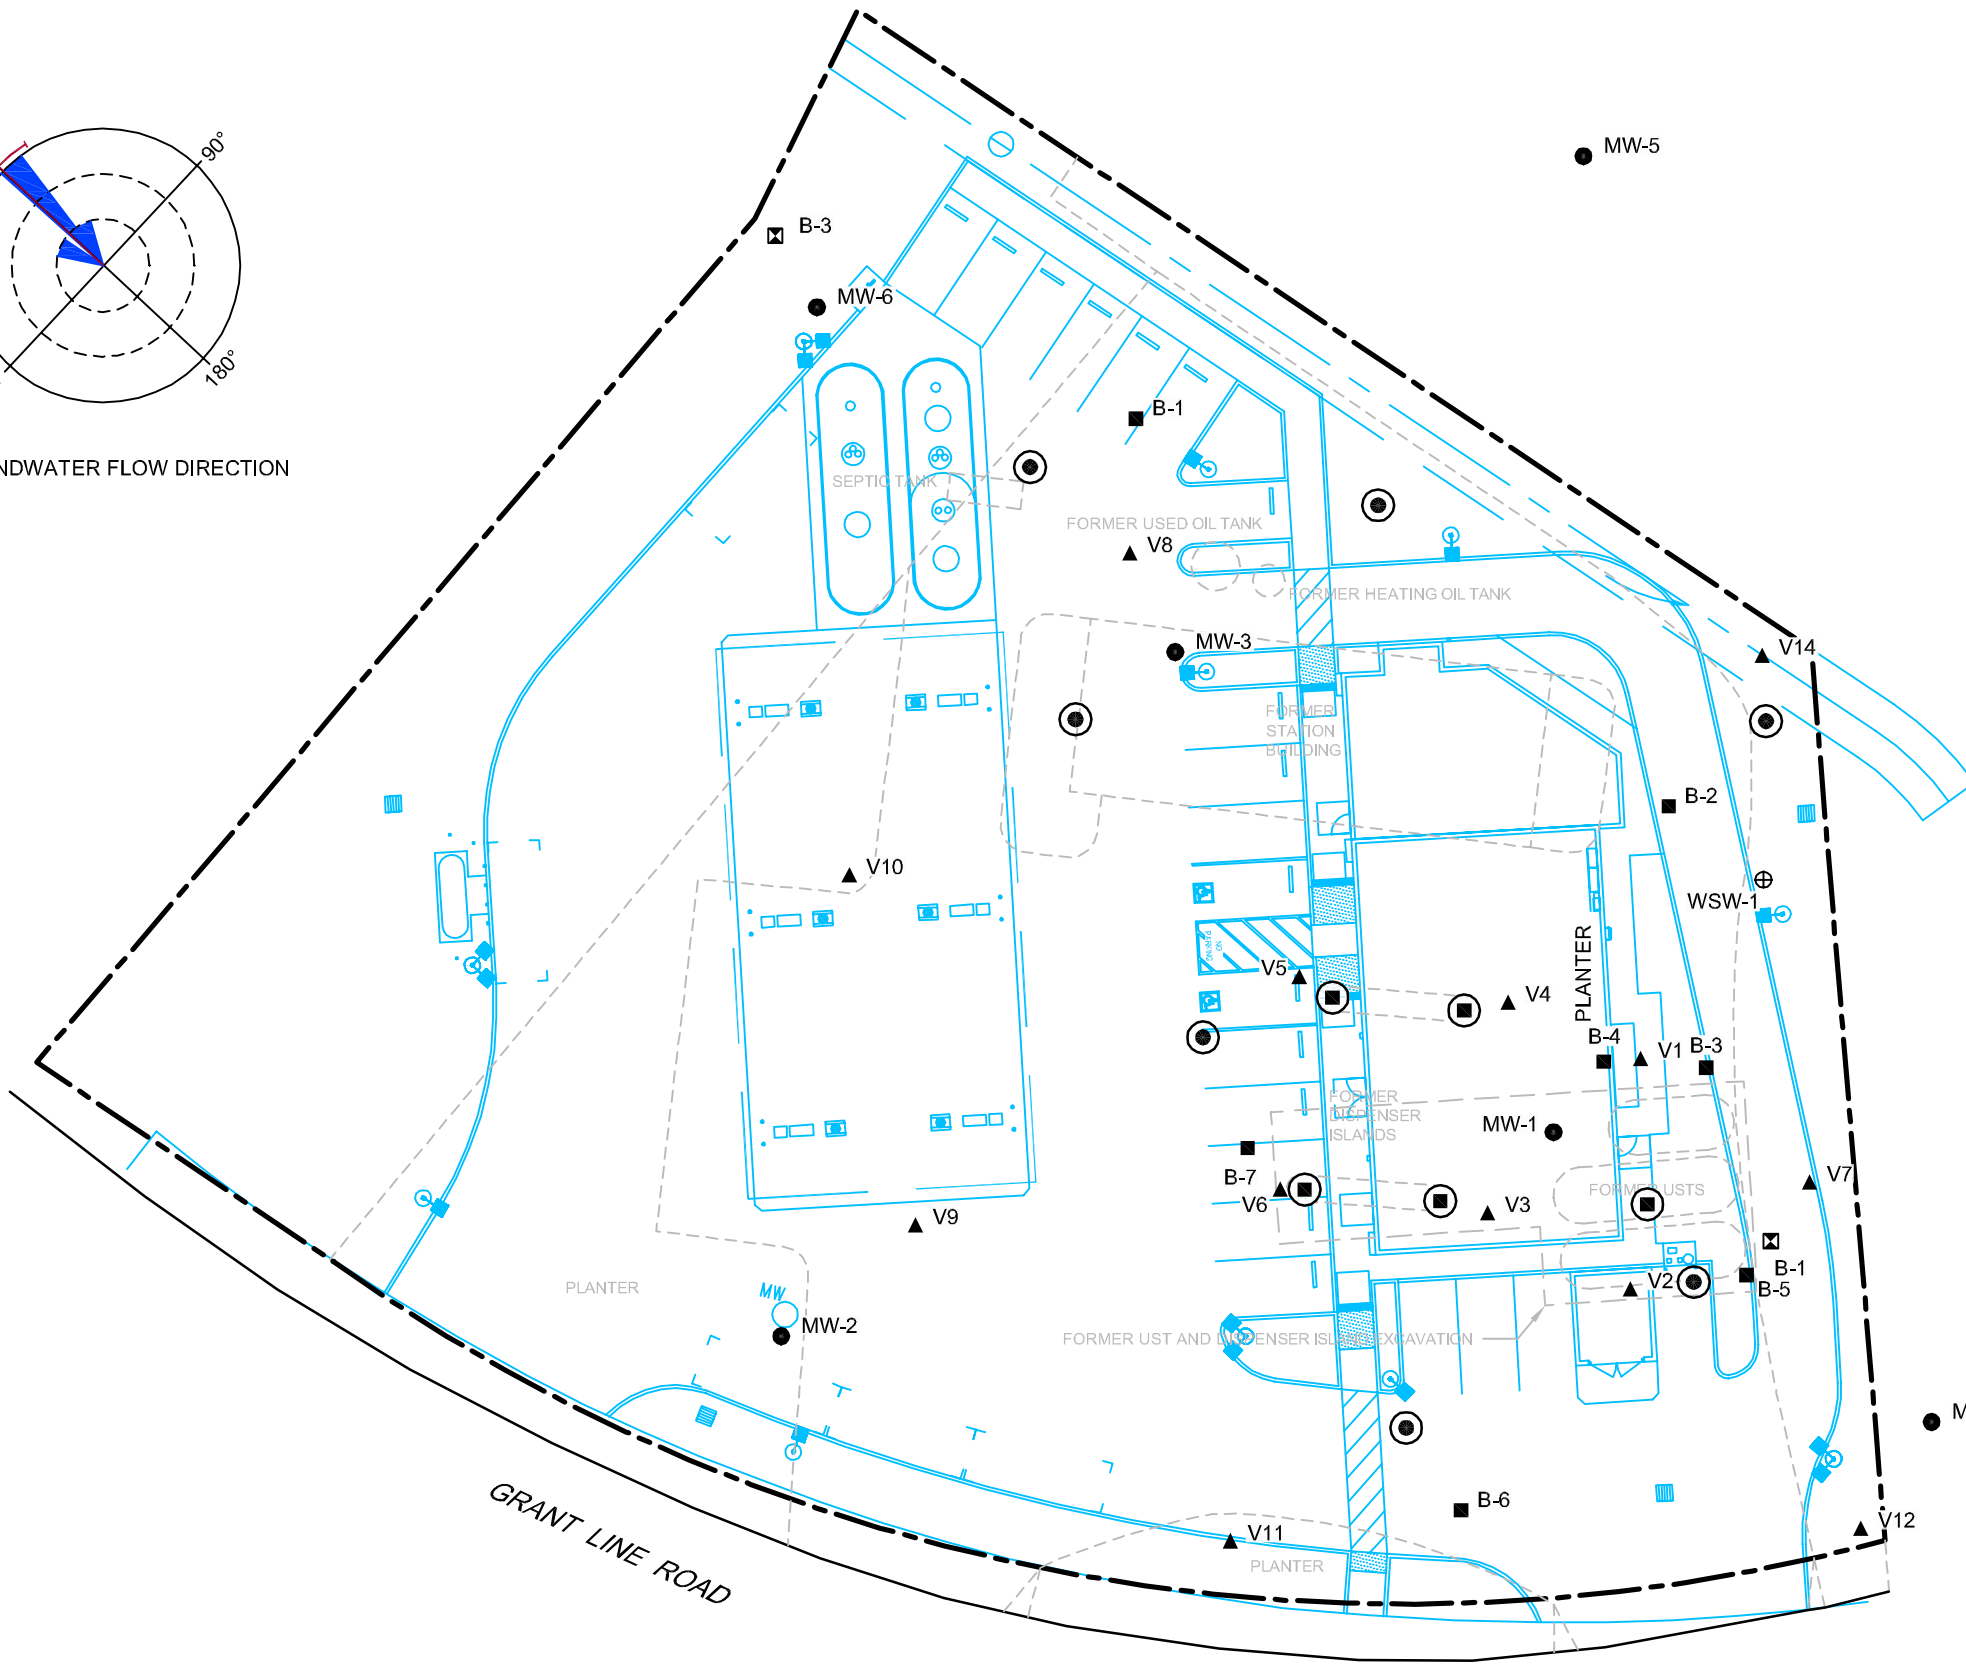 MW-5
90°
B-3
MW-6
180°
B-1
NDWATER FLOW DIRECTION
SEPTIC TANK
FORMER USED OIL TANK
V8
FORMER HEATING OIL TANK
MW-3
V14
FORMER
STATION
BUILDING
B-2
V10
WSW-1
NO
PARKING
PLANTER
V5
V4
B-4
V1
B-3
FORMER
DISPENSER
ISLANDS
MW-1
B-7
V6
V3
FORMER USTS
V7
V9
B-1
B-5
V2
PLANTER
MW
MW-2
FORMER UST AND DISPENSER ISLAND EXCAVATION
M
B-6
V12
V11
PLANTER
GRANT LINE ROAD